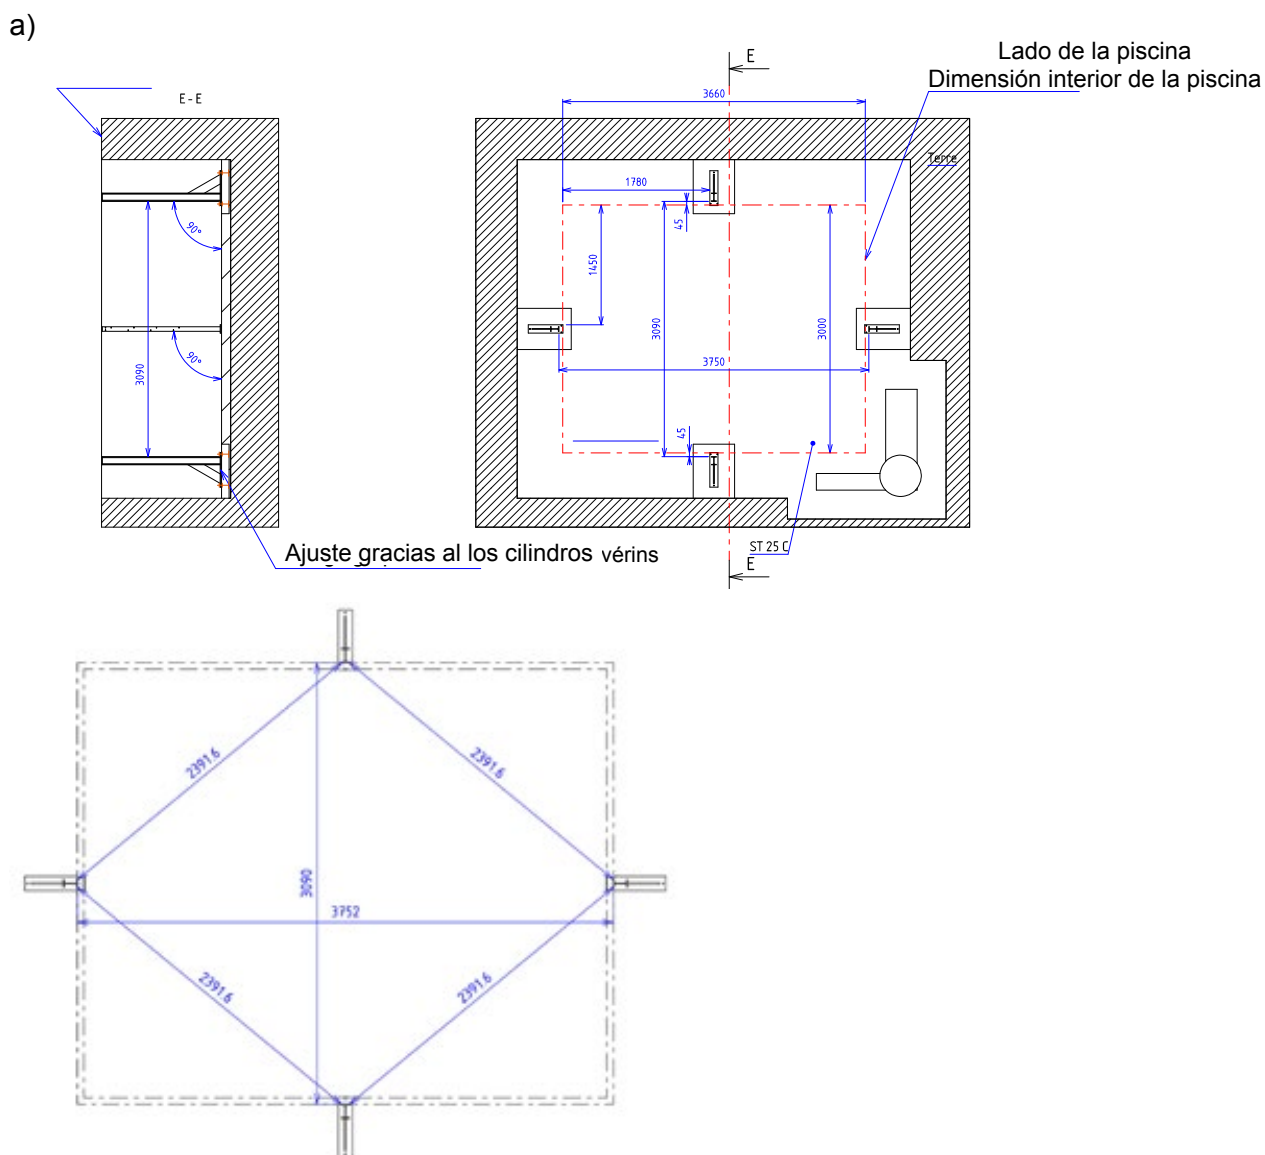 a)
Lado de la piscina
Dimensión interior de la piscina
E
E-E
3660
Terre
1780
45
90°
1450
3090
3000
3750
90°
3090
45
ST 25 C
Ajuste gracias al los cilindros vérins
E
2391.6
2391.6
3090
3752
2391.6
2391.6